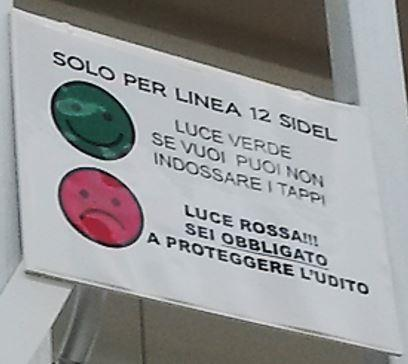 SOLO PER LINEA 12 SIDEL
LUCE VERDE
SE VUOI PUOI NON
INDOSSARE I TAPPI
LUCE ROSSA!!!
SEI OBBLIGATO
A PROTEGGERE L'UDITO